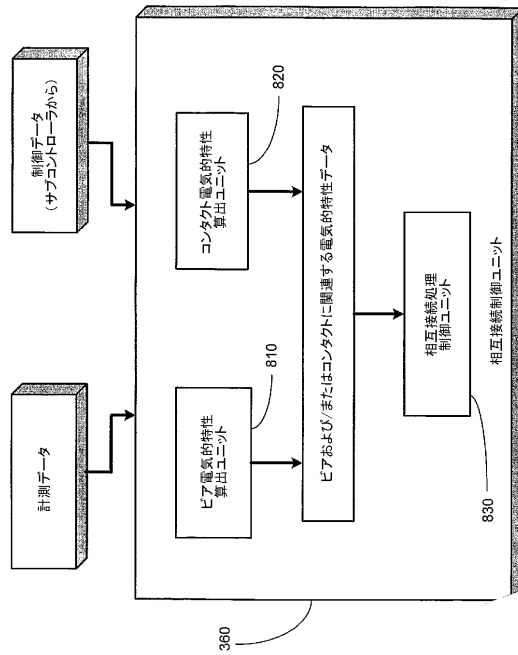 計測データ
制御データ
(サブコントローラから)
ビア電気的特性
算出ユニット
810
コンタクト電気的特性
算出ユニット
820
ビアおよび/またはコンタクトに関連する電気的特性データ
相互接続処理
制御ユニット
830
相互接続制御ユニット
360